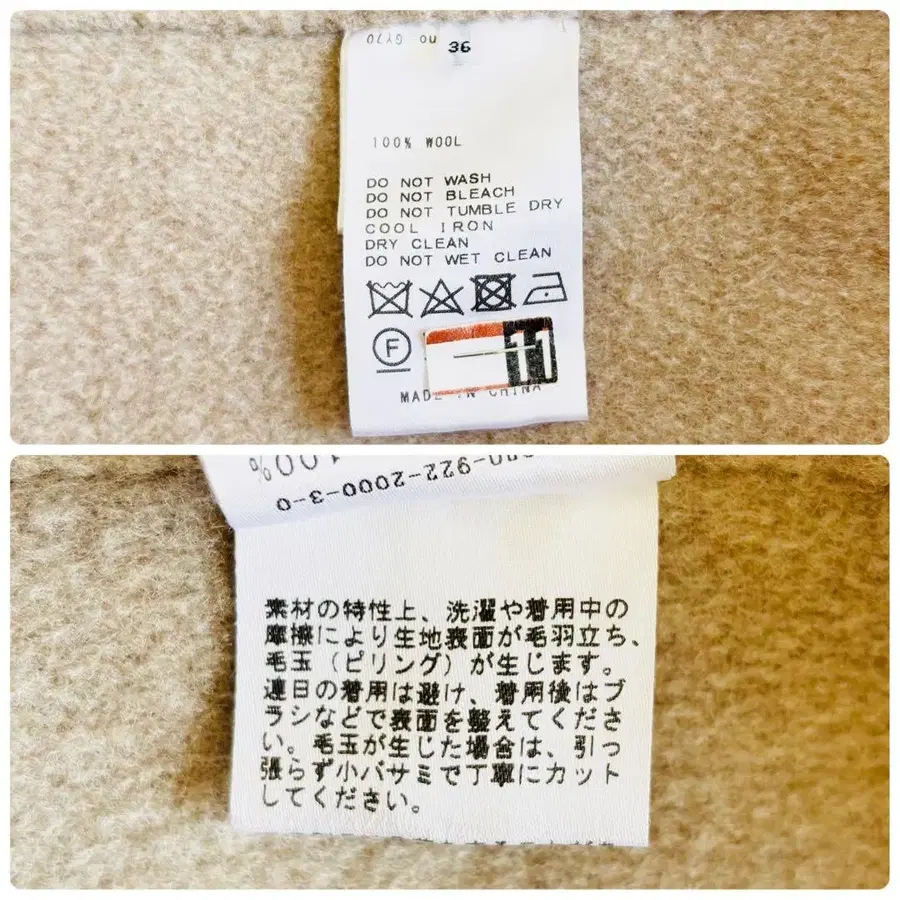 36
100% WOOL
DO NOT WASH
DO NOT BLEACH
DO NOT TUMBLE DRY
COOL IRON
DRY CLEAN
DO NOT WET CLEAN
F
11
MADE IN CHINA
100%
-922-2000-3-0
素材の特性上、洗濯や着用中の
摩擦により生地表面が毛羽立ち、
毛玉（ピリング）が生じます。
連日の着用は避け、着用後はブ
ラシなどで表面を整えてくださ
い。毛玉が生じた場合は、引っ
張らず小バサミで丁寧にカット
してください。